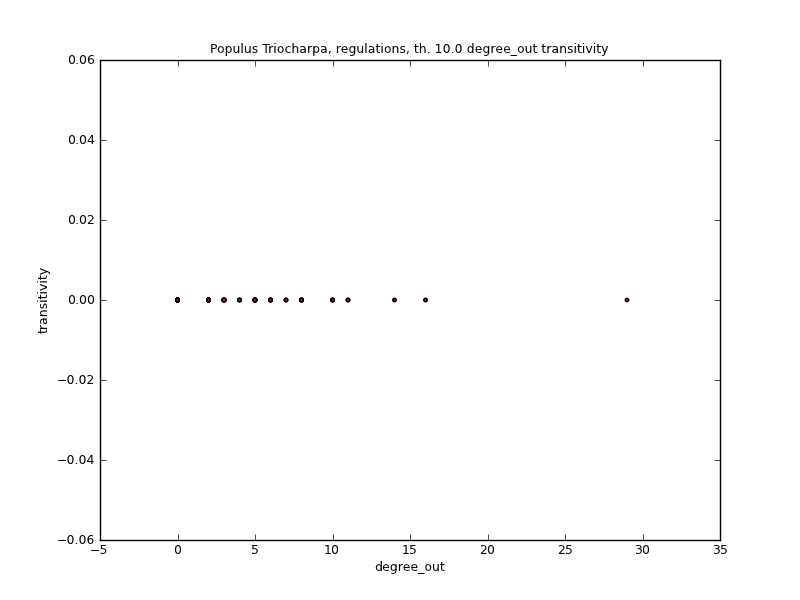 Populus Triocharpa, regulations, th. 10.0 degree_out transitivity
0.06
0.04
0.02
0.00
−0.02
−0.04
−0.06
transitivity
−5 0 5 10 15 20 25 30 35
degree_out